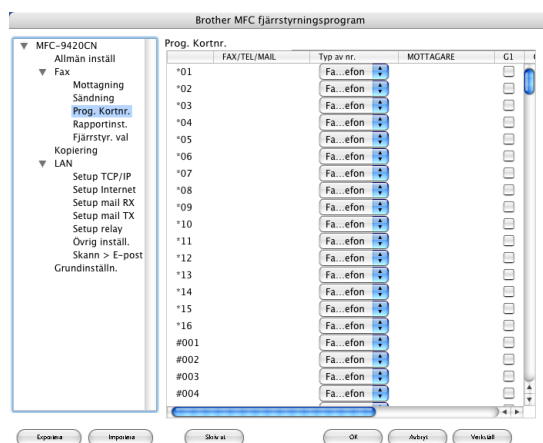 Brother MFC fjärrstyrningsprogram
MFC-9420CN
Allmän inställ
Fax
Mottagning
Sändning
Prog. Kortnr.
Rapportinst.
Fjärrstyr. val
Kopiering
LAN
Setup TCP/IP
Setup Internet
Setup mail RX
Setup mail TX
Setup relay
Övrig inställ.
Skann > E-post
Grundinställn.
Prog. Kortnr.
FAX/TEL/MAIL Typ av nr. MOTTAGARE G1
*01 Fa...efon
*02 Fa...efon
*03 Fa...efon
*04 Fa...efon
*05 Fa...efon
*06 Fa...efon
*07 Fa...efon
*08 Fa...efon
*09 Fa...efon
*10 Fa...efon
*11 Fa...efon
*12 Fa...efon
*13 Fa...efon
*14 Fa...efon
*15 Fa...efon
*16 Fa...efon
#001 Fa...efon
#002 Fa...efon
#003 Fa...efon
#004 Fa...efon
Exportera Importera Skriv ut OK Avbryt Verkställ